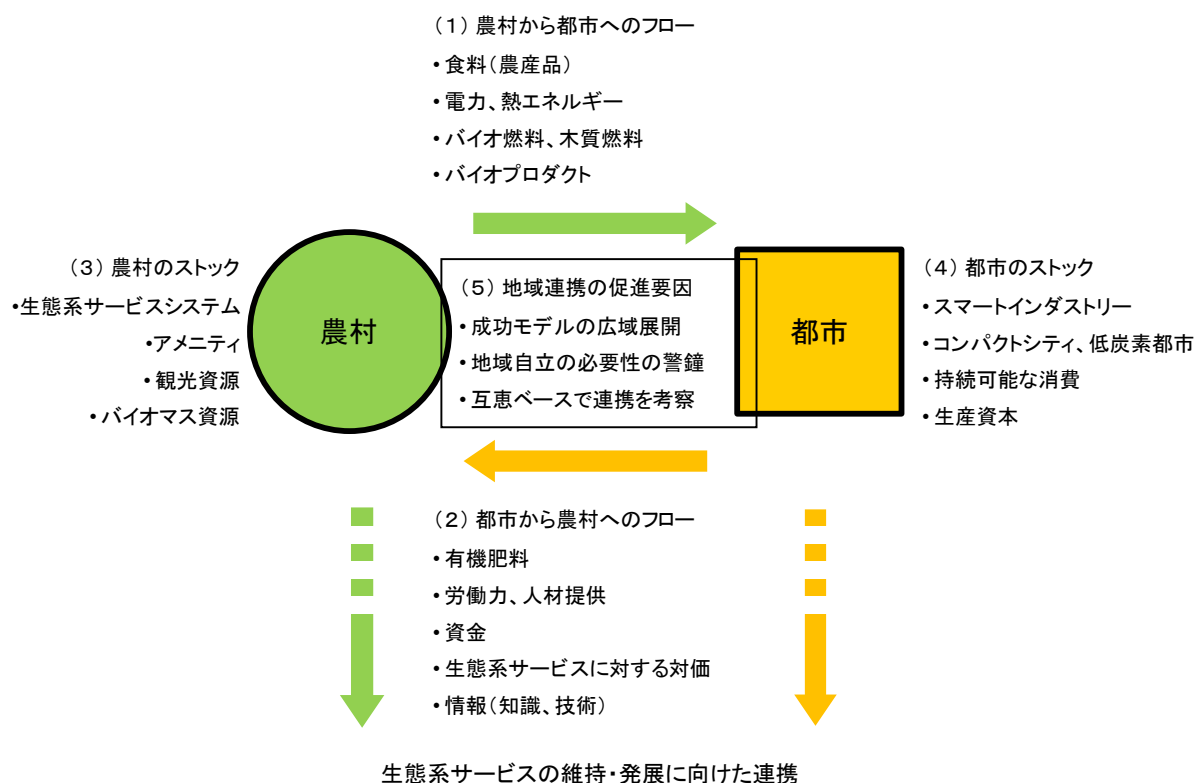 （１）農村から都市へのフロー
・食料（農産品）
・電力、熱エネルギー
・バイオ燃料、木質燃料
・バイオプロダクト
（３）農村のストック
・生態系サービスシステム
・アメニティ
・観光資源
・バイオマス資源
農村
（５）地域連携の促進要因
・成功モデルの広域展開
・地域自立の必要性の警鐘
・互恵ベースで連携を考察
都市
（４）都市のストック
・スマートインダストリー
・コンパクトシティ、低炭素都市
・持続可能な消費
・生産資本
（２）都市から農村へのフロー
・有機肥料
・労働力、人材提供
・資金
・生態系サービスに対する対価
・情報（知識、技術）
生態系サービスの維持・発展に向けた連携